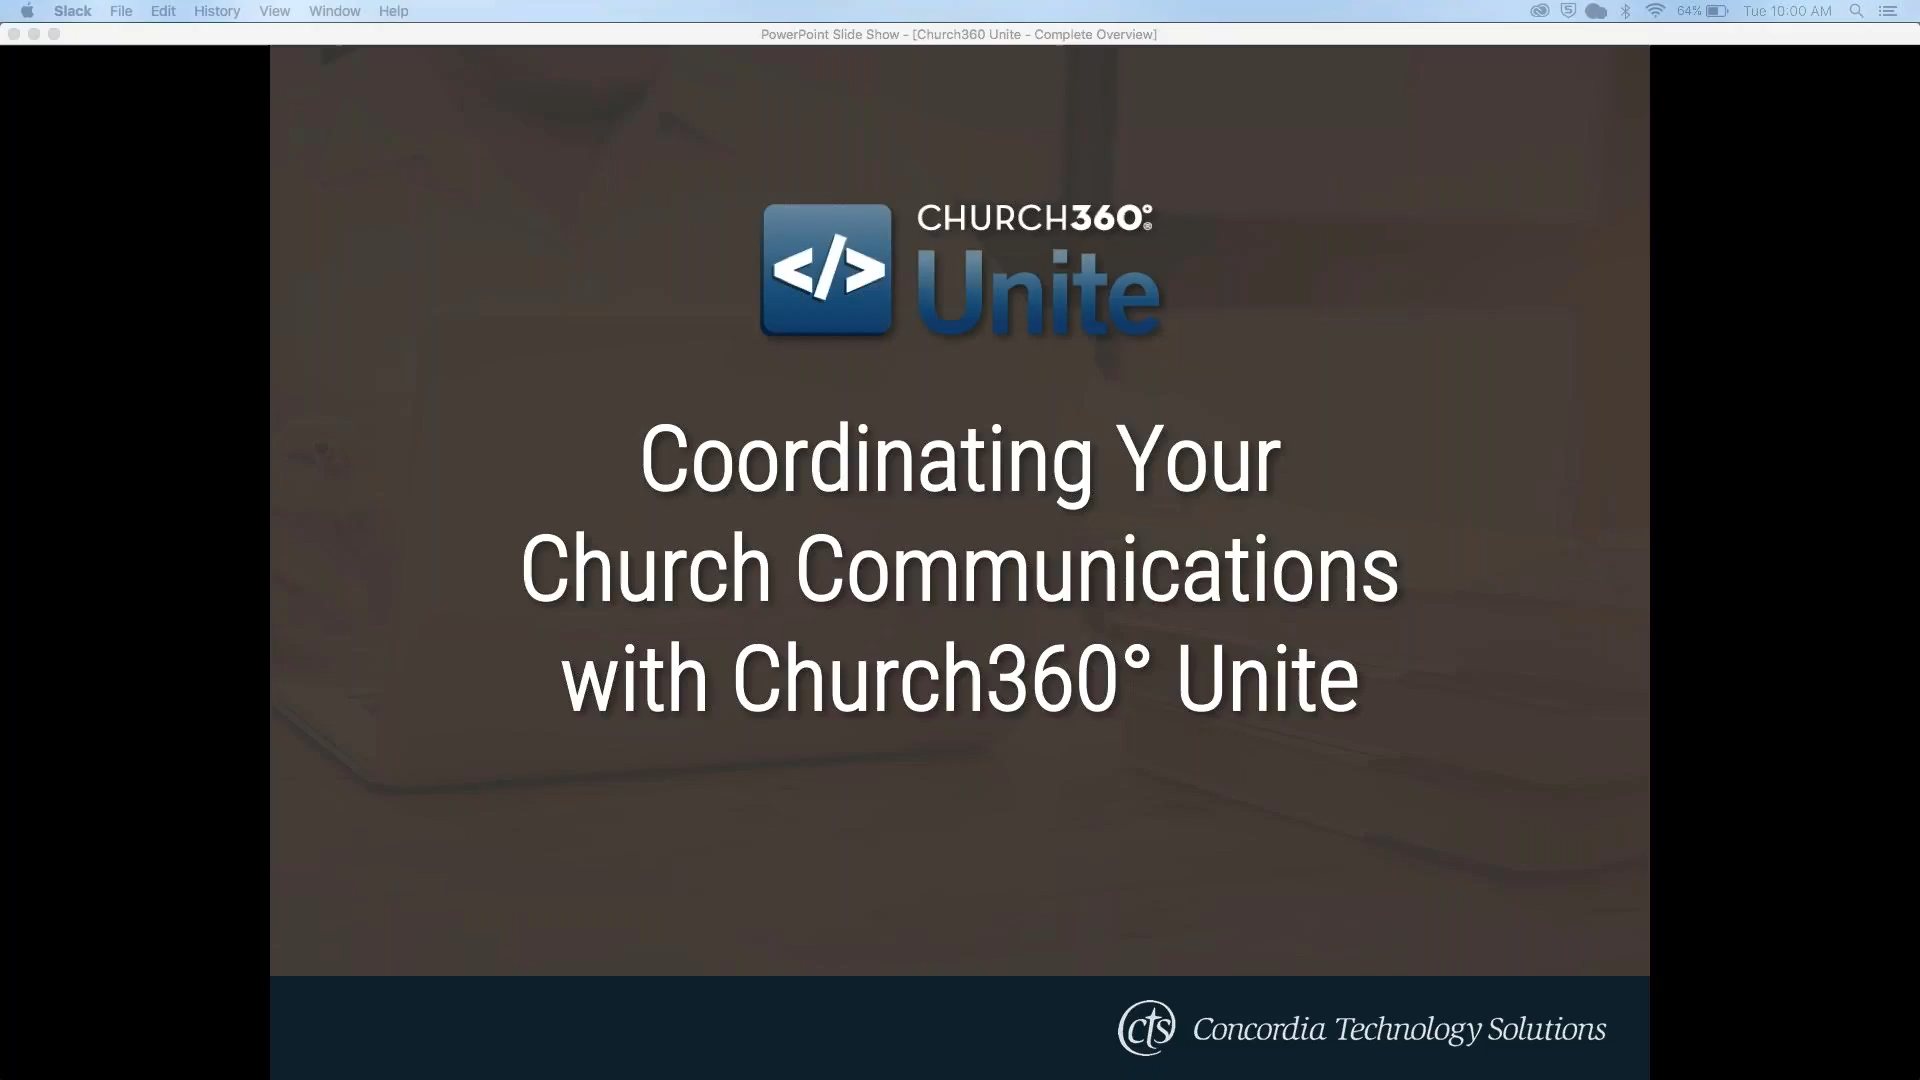 Slack File Edit History View Window Help 64% Tue 10:00 AM
PowerPoint Slide Show - [Church360 Unite - Complete Overview]
</> CHURCH360°®
Unite
Coordinating Your
Church Communications
with Church360° Unite
cts Concordia Technology Solutions